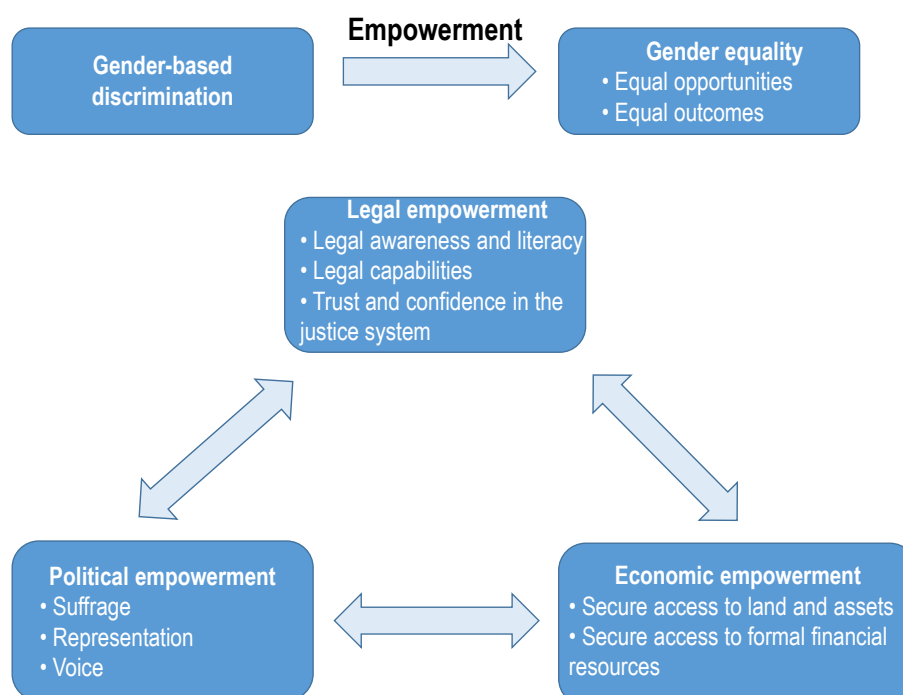 Empowerment
Gender-based
discrimination
Gender equality
• Equal opportunities
• Equal outcomes
Legal empowerment
• Legal awareness and literacy
• Legal capabilities
• Trust and confidence in the
justice system
Political empowerment
• Suffrage
• Representation
• Voice
Economic empowerment
• Secure access to land and assets
• Secure access to formal financial
resources